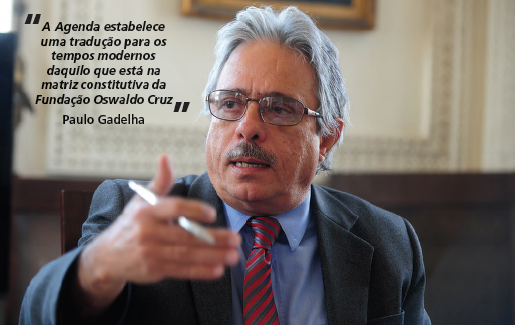 “A Agenda estabelece
uma tradução para os
tempos modernos
daquilo que está na
matriz constitutiva da
Fundação Oswaldo Cruz”
Paulo Gadelha